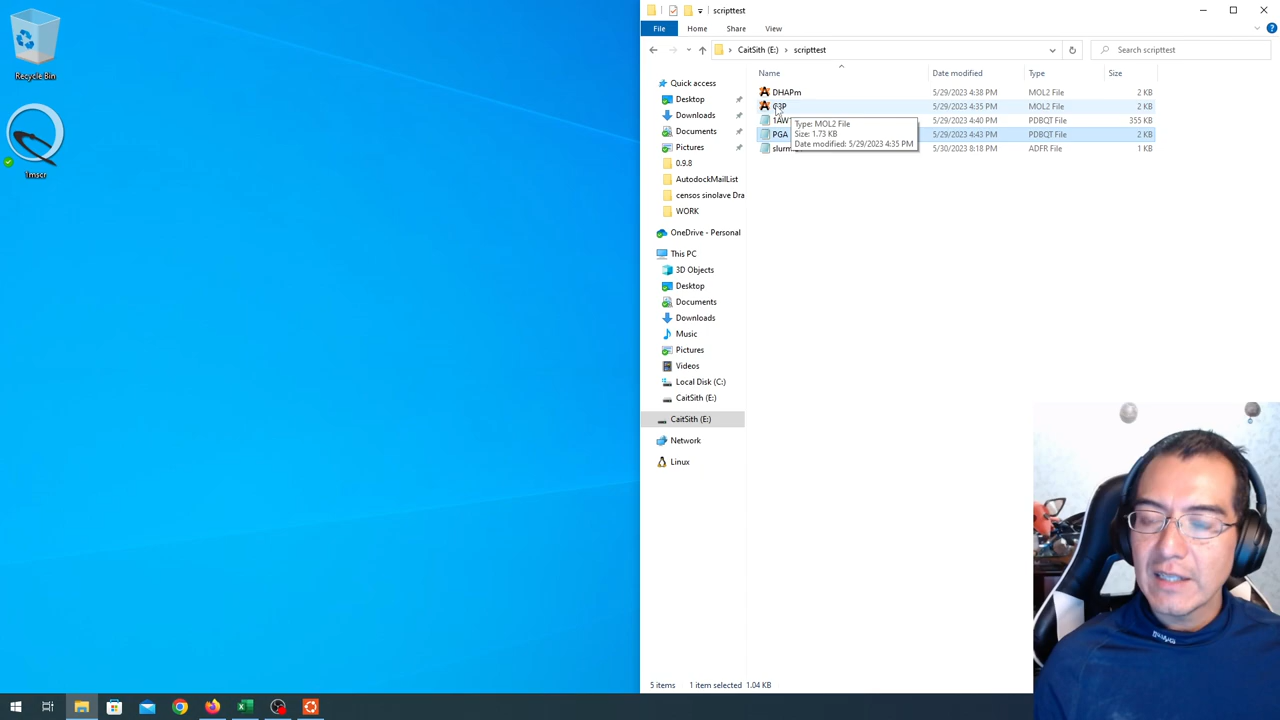 scripttest
File Home Share View
CaitSith (E:) scripttest
Search scripttest
Name Date modified Type Size
DHAPm 5/29/2023 4:38 PM MOL2 File 2 KB
G3P 5/29/2023 4:35 PM MOL2 File 2 KB
5/29/2023 4:40 PM PDBQT File 355 KB
PGA 5/29/2023 4:43 PM PDBQT File 2 KB
5/30/2023 8:18 PM ADFR File 1 KB
Type: MOL2 File
Size: 1.73 KB
Date modified: 5/29/2023 4:35 PM
Quick access
Desktop
Downloads
Documents
Pictures
0.9.8
AutodockMailList
censos sinolave Dra
WORK
OneDrive - Personal
This PC
3D Objects
Desktop
Documents
Downloads
Music
Pictures
Videos
Local Disk (C:)
CaitSith (E:)
CaitSith (E:)
Network
Linux
5 items 1 item selected 1.04 KB
Recycle Bin
1mscr